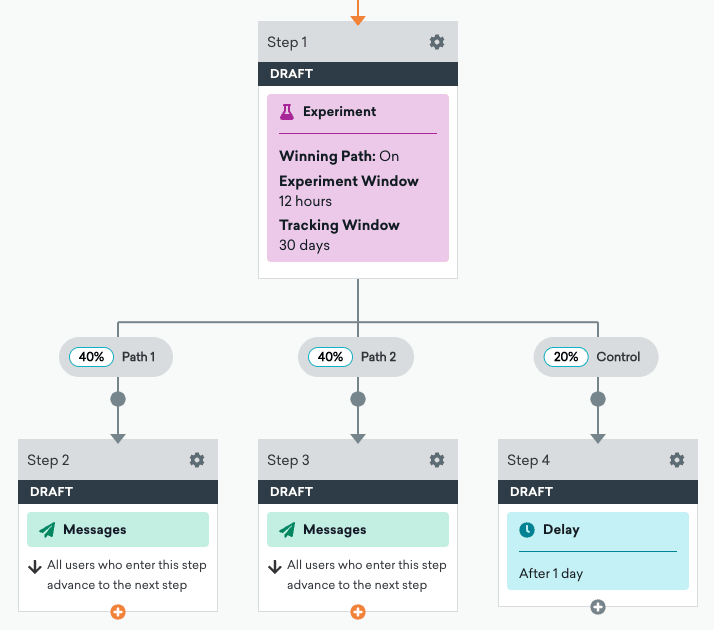 Step 1
DRAFT
Experiment
Winning Path: On
Experiment Window
12 hours
Tracking Window
30 days
40% Path 1
40% Path 2
20% Control
Step 2
DRAFT
Messages
All users who enter this step
advance to the next step
Step 3
DRAFT
Messages
All users who enter this step
advance to the next step
Step 4
DRAFT
Delay
After 1 day